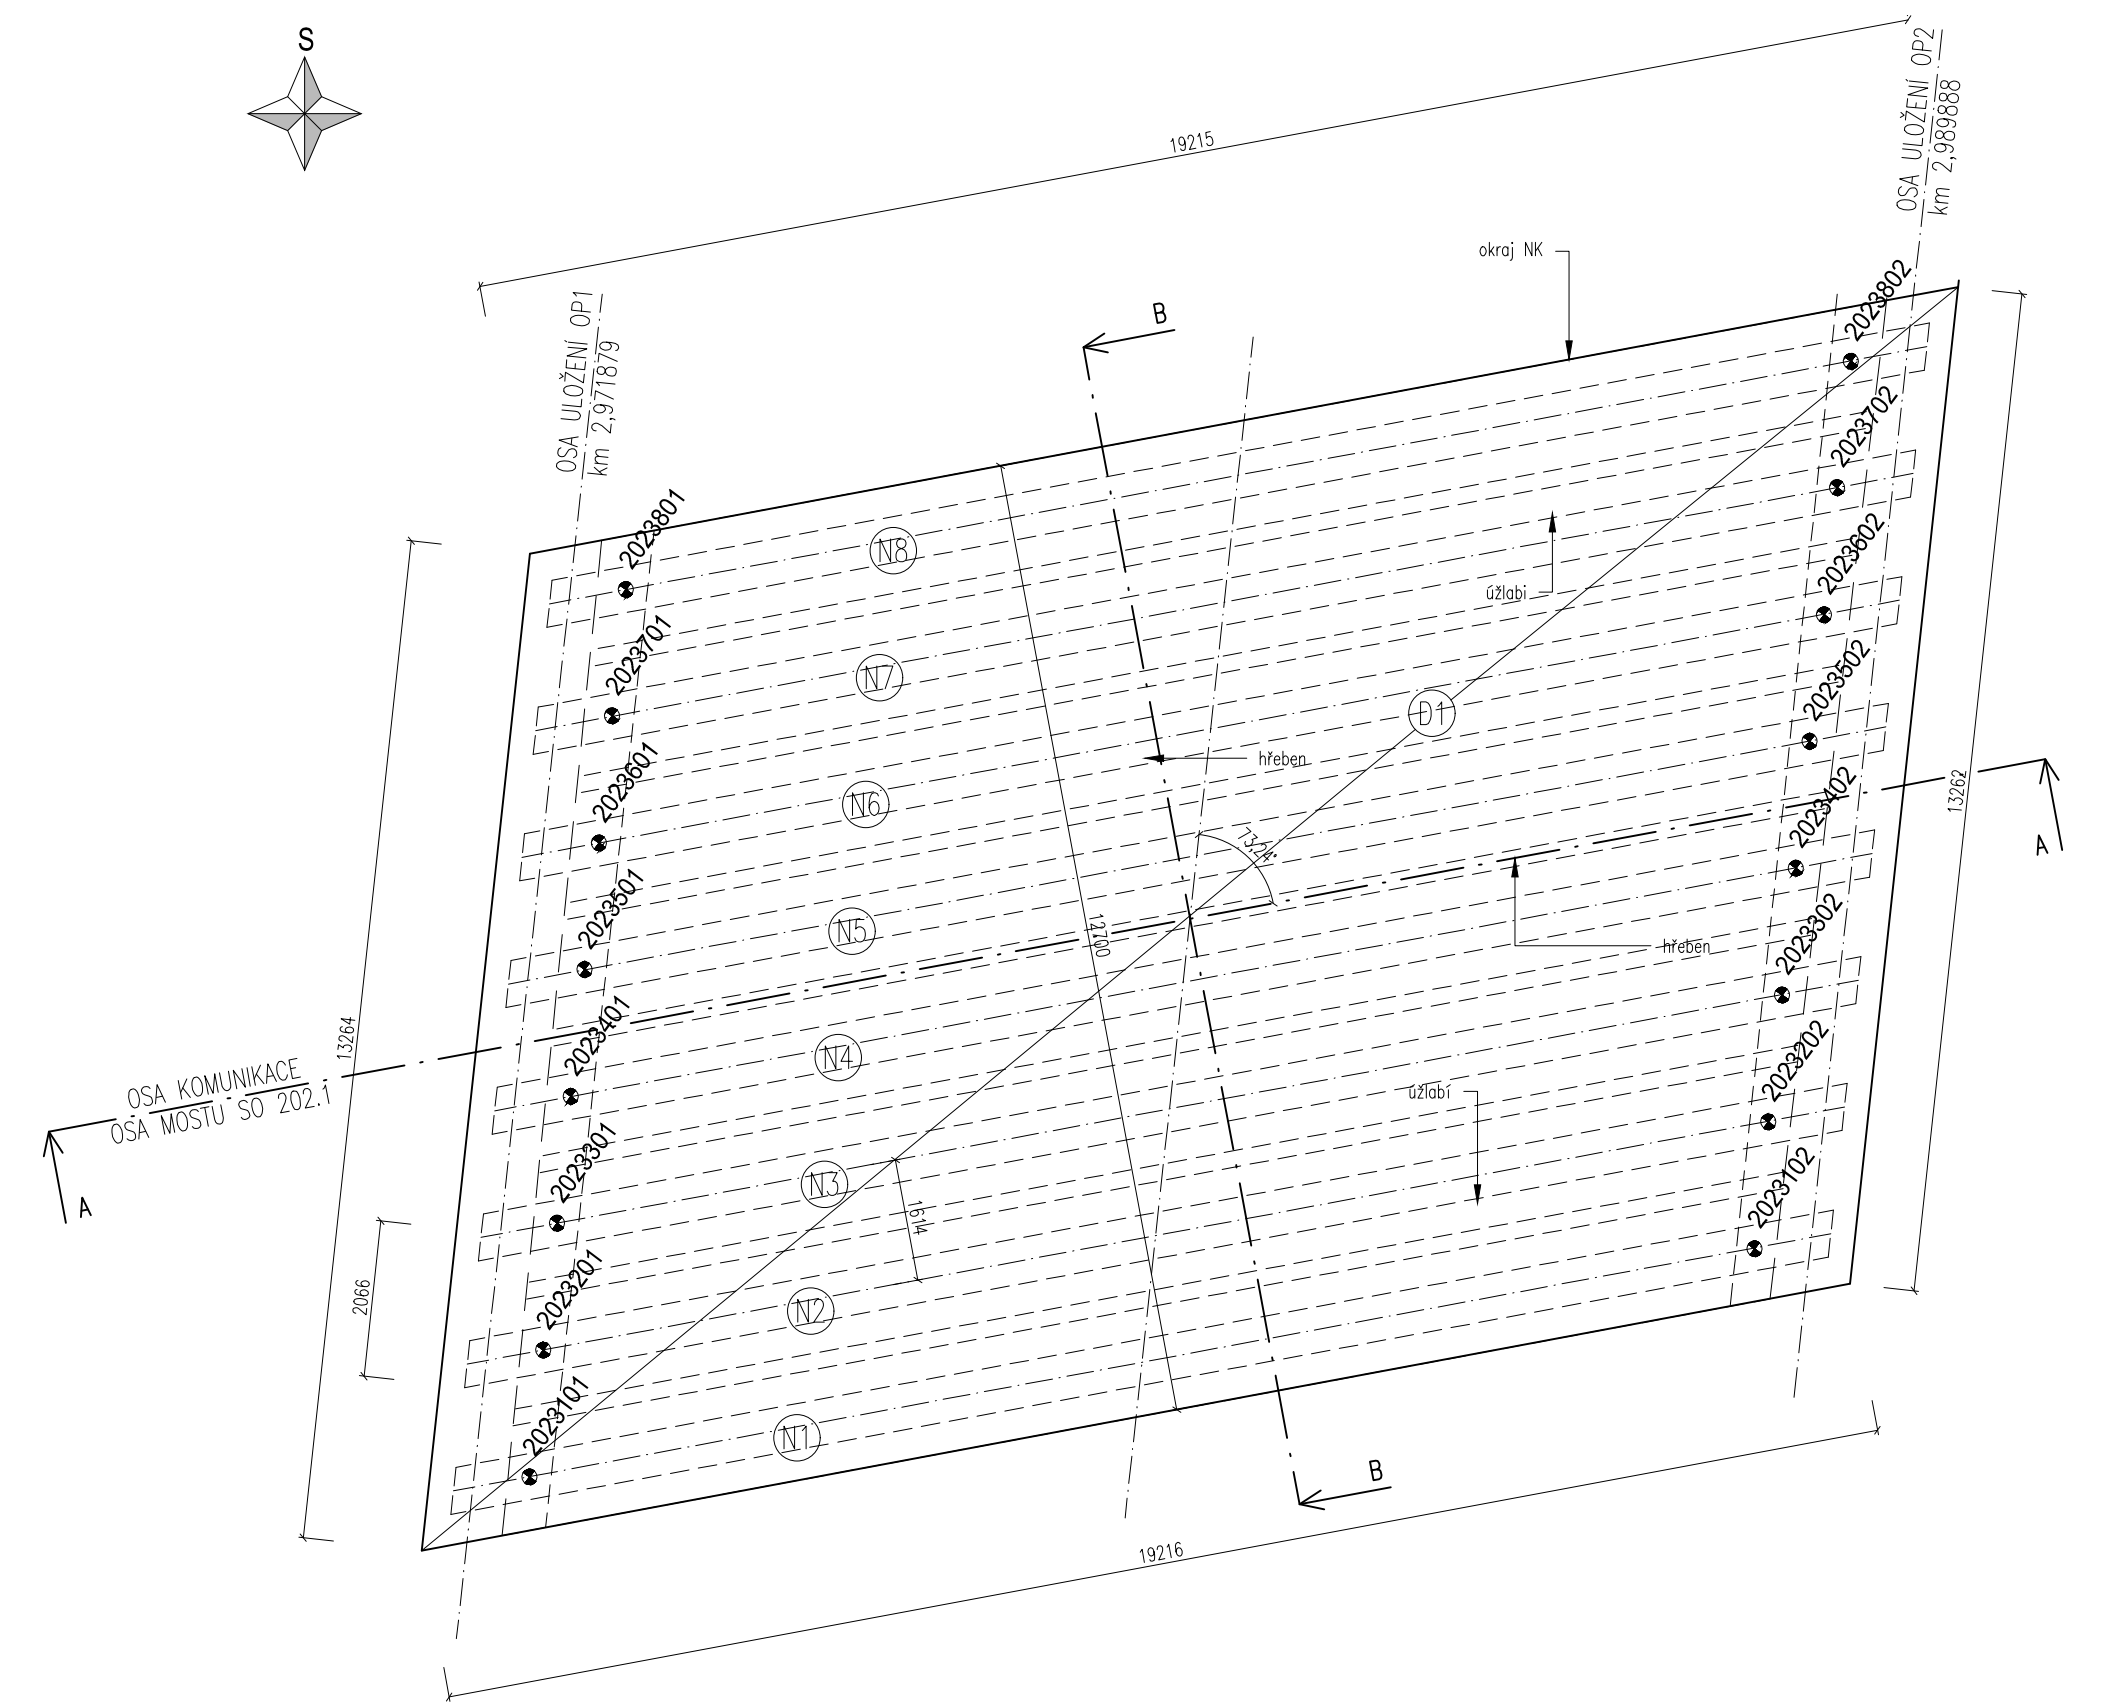 S
19215
OSA ULOŽENÍ OP2
km 2,989888
okraj NK
OSA ULOŽENÍ OP1
km 2,971879
B
2023802
2023702
2023602
2023502
2023402
2023302
2023202
2023102
2023801
2023701
2023601
2023501
2023401
2023301
2023201
2023101
N8
N7
N6
N5
N4
N3
N2
N1
D1
úžlabi
hřeben
73,24°
12700
hřeben
13262
A
13264
OSA KOMUNIKACE
OSA MOSTU SO 202.1
A
úžlabí
1614
2066
B
19216